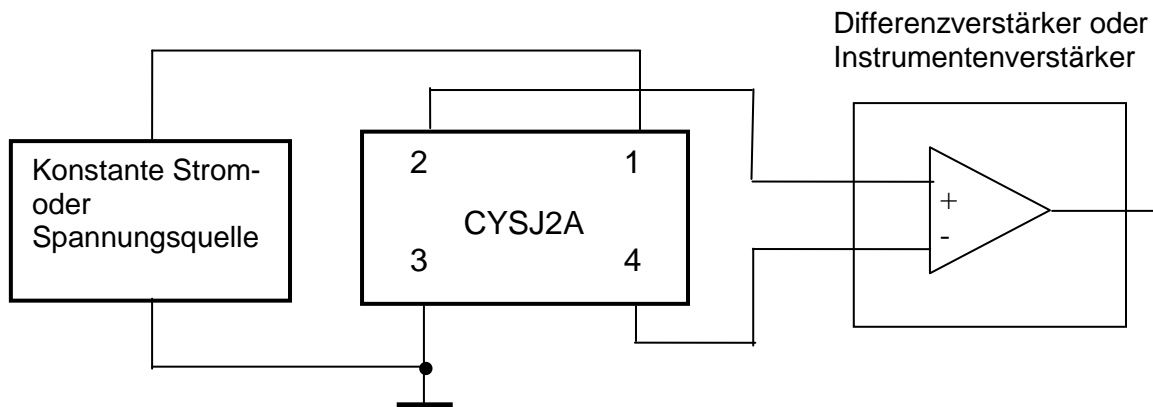 Differenzverstärker oder
Instrumentenverstärker
Konstante Strom-
oder
Spannungsquelle
2 1
CYSJ2A
3 4
+
-